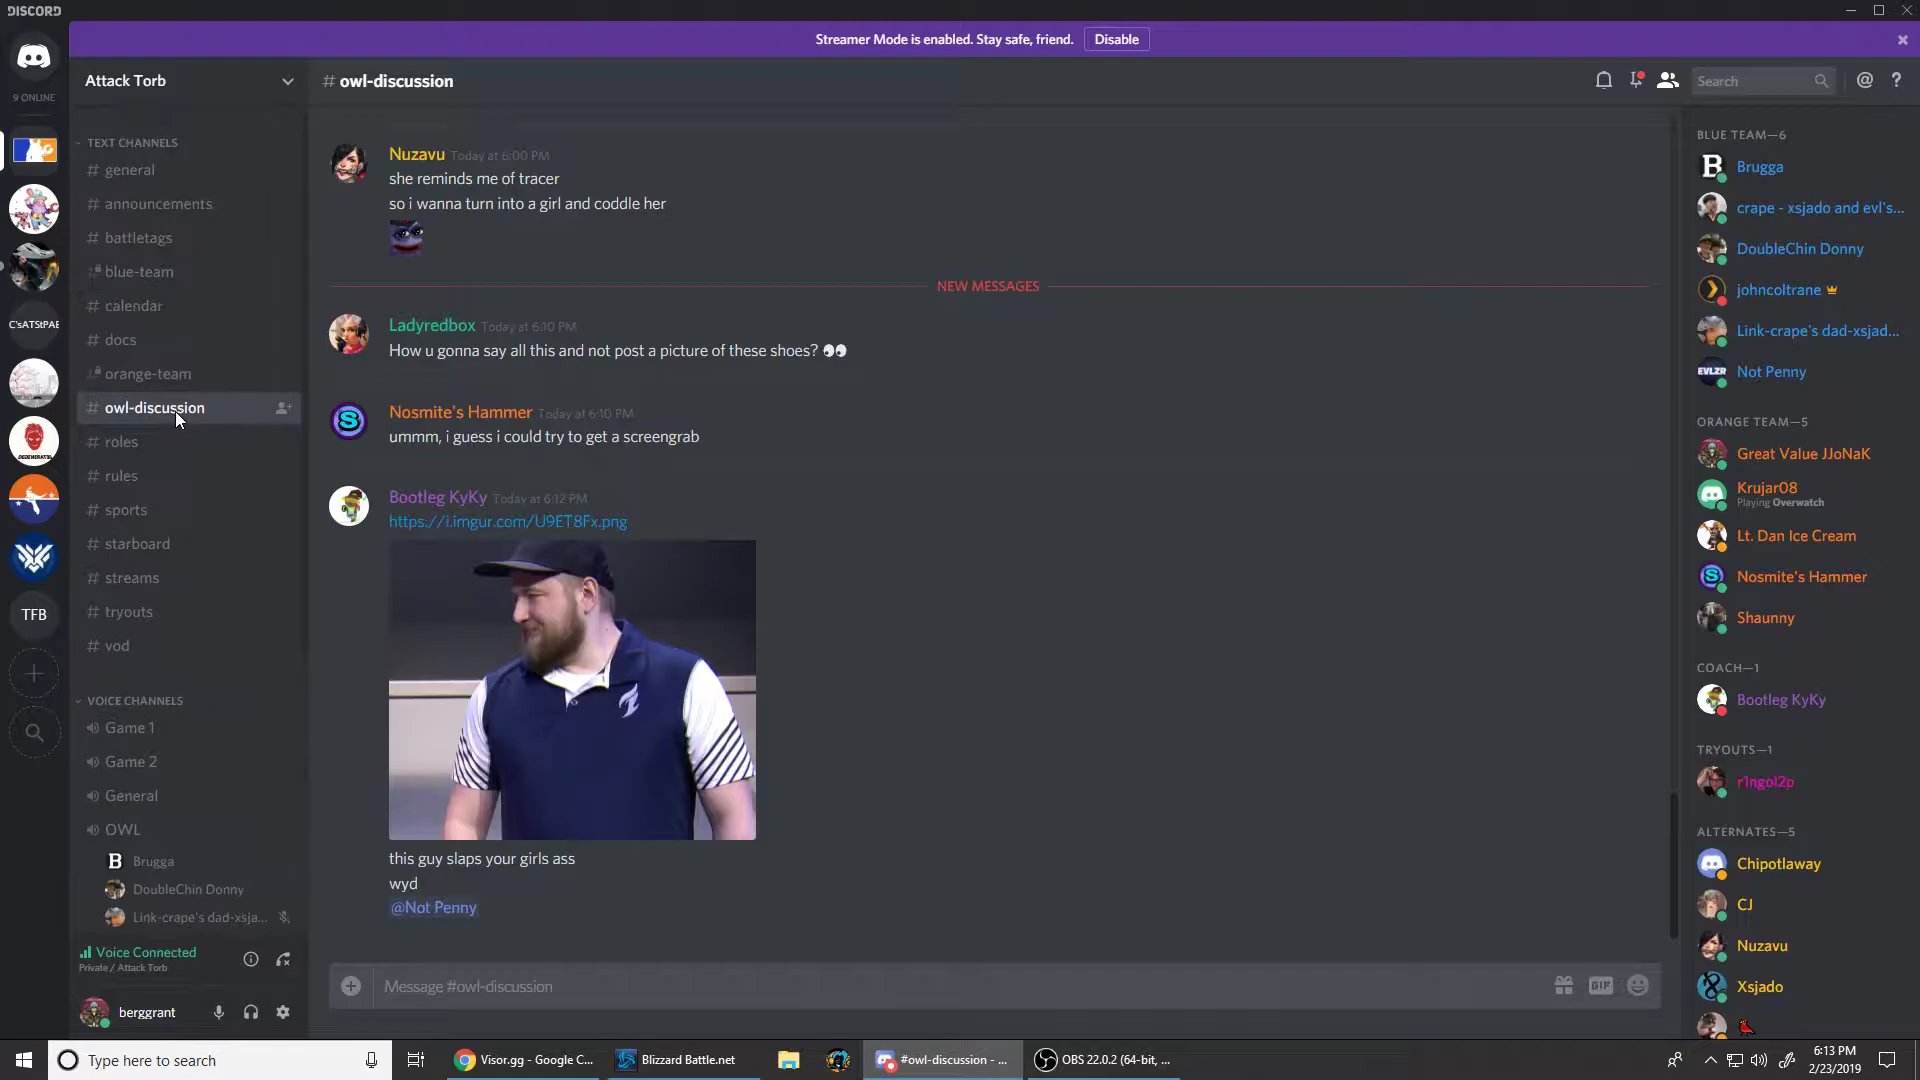 DISCORD
Streamer Mode is enabled. Stay safe, friend. Disable
9 ONLINE
C'sATStPAE
TFB
Attack Torb
TEXT CHANNELS
# general
# announcements
# battletags
blue-team
# calendar
# docs
orange-team
# owl-discussion
# roles
# rules
# sports
# starboard
# streams
# tryouts
# vod
VOICE CHANNELS
Game 1
Game 2
General
OWL
B Brugga
DoubleChin Donny
Link-crape's dad-xsja...
Voice Connected
Private / Attack Torb
berggrant
# owl-discussion
Search
@ ?
Nuzavu Today at 6:00 PM
she reminds me of tracer
so i wanna turn into a girl and coddle her
NEW MESSAGES
Ladyredbox Today at 6:10 PM
How u gonna say all this and not post a picture of these shoes? 👀
Nosmite's Hammer Today at 6:10 PM
ummm, i guess i could try to get a screengrab
Bootleg KyKy Today at 6:12 PM
https://i.imgur.com/U9ET8Fx.png
this guy slaps your girls ass
wyd
@Not Penny
Message #owl-discussion
GIF
BLUE TEAM—6
B Brugga
crape - xsjado and evl's...
DoubleChin Donny
johncoltrane
Link-crape's dad-xsjad...
EVLZR Not Penny
ORANGE TEAM—5
Great Value JJoNaK
Krujar08
Playing Overwatch
Lt. Dan Ice Cream
Nosmite's Hammer
Shaunny
COACH—1
Bootleg KyKy
TRYOUTS—1
r1ngol2p
ALTERNATES—5
Chipotlaway
CJ
Nuzavu
Xsjado
Type here to search
Visor.gg - Google C...
Blizzard Battle.net
#owl-discussion - ...
OBS 22.0.2 (64-bit, ...
6:13 PM
2/23/2019